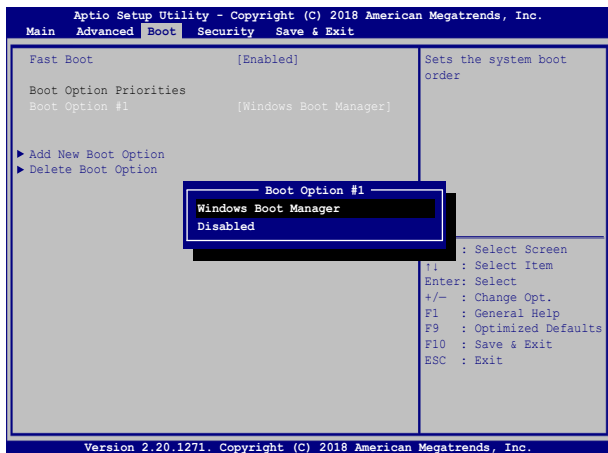 Aptio Setup Utility - Copyright (C) 2018 American Megatrends, Inc.
Main Advanced Boot Security Save & Exit
Fast Boot [Enabled]
Boot Option Priorities
Boot Option #1 [Windows Boot Manager]
▶ Add New Boot Option
▶ Delete Boot Option
Sets the system boot
order
Boot Option #1
Windows Boot Manager
Disabled
: Select Screen
↑↓ : Select Item
Enter: Select
+/— : Change Opt.
F1 : General Help
F9 : Optimized Defaults
F10 : Save & Exit
ESC : Exit
Version 2.20.1271. Copyright (C) 2018 American Megatrends, Inc.